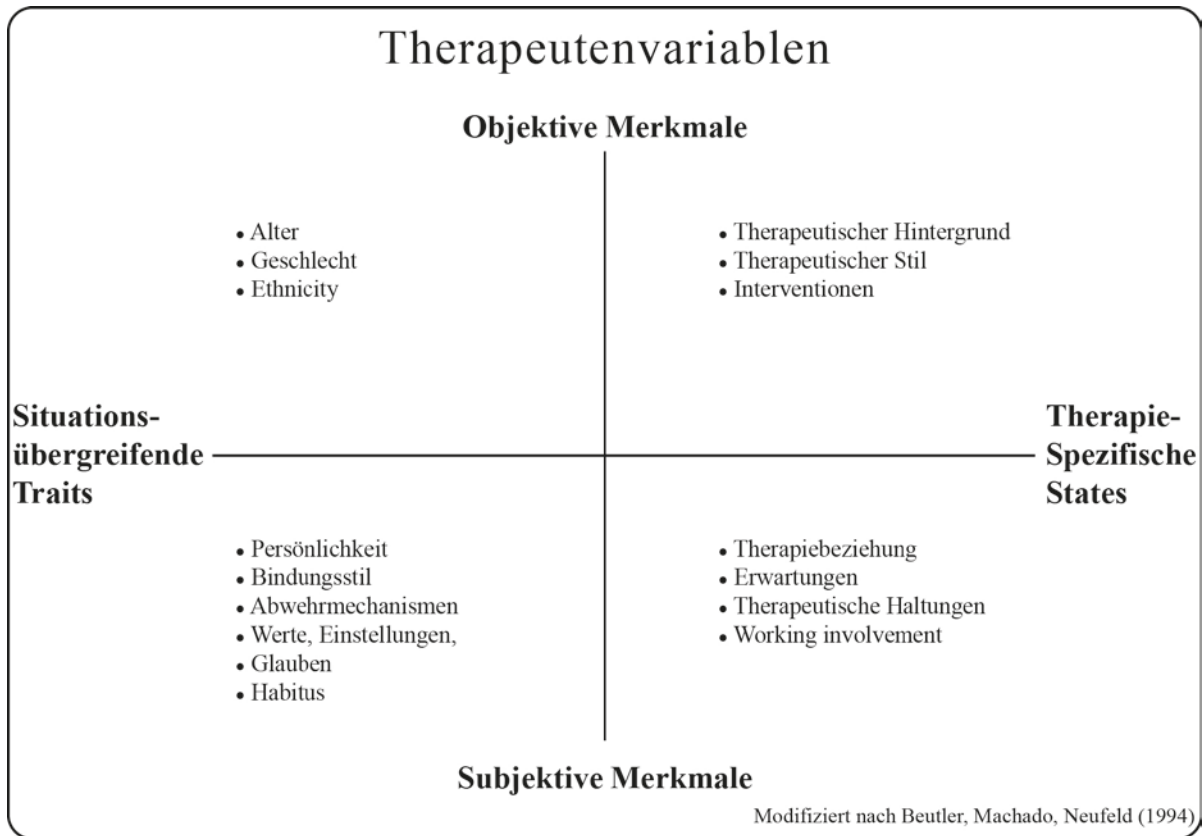 Therapeutenvariablen
Objektive Merkmale
• Alter
• Geschlecht
• Ethnicity
• Therapeutischer Hintergrund
• Therapeutischer Stil
• Interventionen
Situations-
übergreifende
Traits
Therapie-
Spezifische
States
• Persönlichkeit
• Bindungsstil
• Abwehrmechanismen
• Werte, Einstellungen,
• Glauben
• Habitus
• Therapiebeziehung
• Erwartungen
• Therapeutische Haltungen
• Working involvement
Subjektive Merkmale
Modifiziert nach Beutler, Machado, Neufeld (1994)